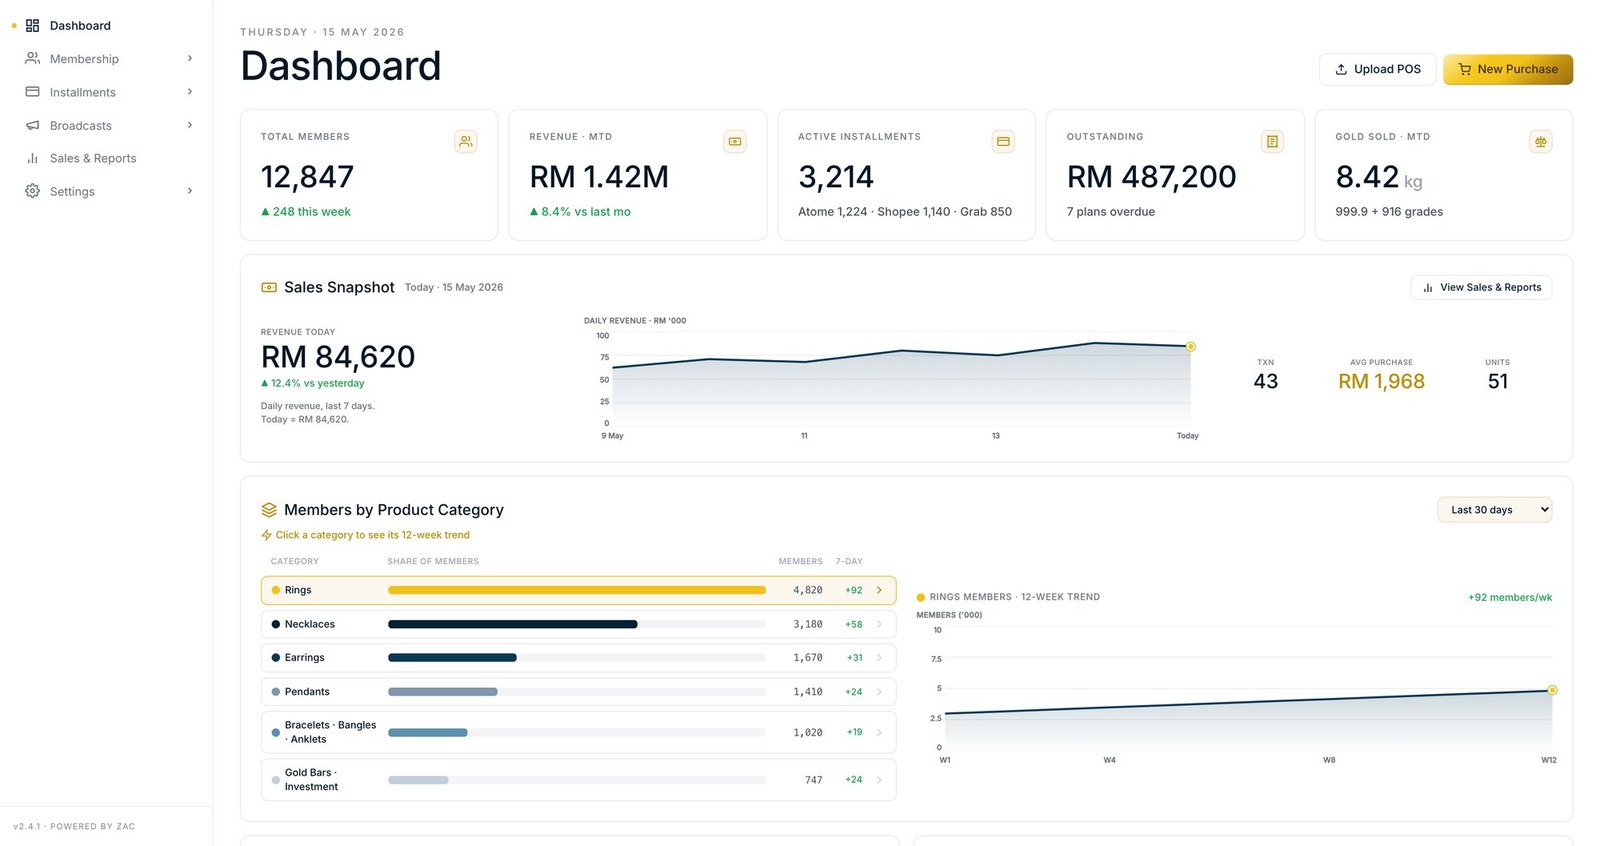 Dashboard
Membership
Installments
Broadcasts
Sales & Reports
Settings
v2.4.1 · POWERED BY ZAC
THURSDAY · 15 MAY 2026
Dashboard
Upload POS
New Purchase
TOTAL MEMBERS
12,847
▲ 248 this week
REVENUE · MTD
RM 1.42M
▲ 8.4% vs last mo
ACTIVE INSTALLMENTS
3,214
Atome 1,224 · Shopee 1,140 · Grab 850
OUTSTANDING
RM 487,200
7 plans overdue
GOLD SOLD · MTD
8.42 kg
999.9 + 916 grades
Sales Snapshot Today · 15 May 2026
View Sales & Reports
REVENUE TODAY
RM 84,620
▲ 12.4% vs yesterday
Daily revenue, last 7 days.
Today = RM 84,620.
DAILY REVENUE · RM '000
100
75
50
25
0
9 May 11 13 Today
TXN
43
AVG PURCHASE
RM 1,968
UNITS
51
Members by Product Category
Last 30 days
Click a category to see its 12-week trend
CATEGORY SHARE OF MEMBERS MEMBERS 7-DAY
Rings 4,820 +92
Necklaces 3,180 +58
Earrings 1,670 +31
Pendants 1,410 +24
Bracelets · Bangles
· Anklets 1,020 +19
Gold Bars ·
Investment 747 +24
RINGS MEMBERS · 12-WEEK TREND +92 members/wk
MEMBERS ('000)
10
7.5
5
2.5
0
W1 W4 W8 W12